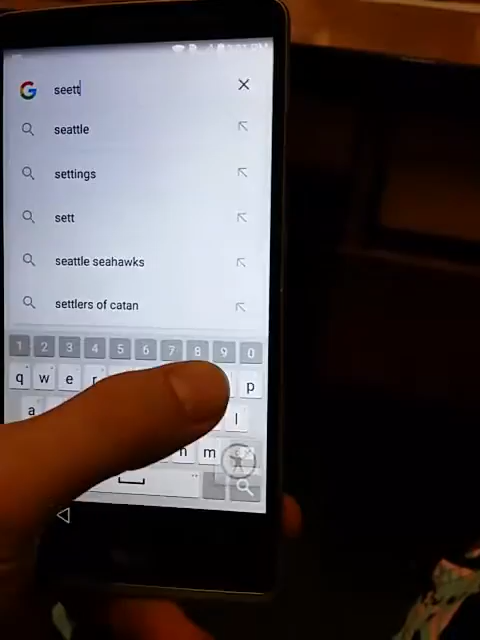 G seett
seattle
settings
sett
seattle seahawks
settlers of catan
1 2 3 4 5 6 7 8 9 0
q w e r p
a l
n m